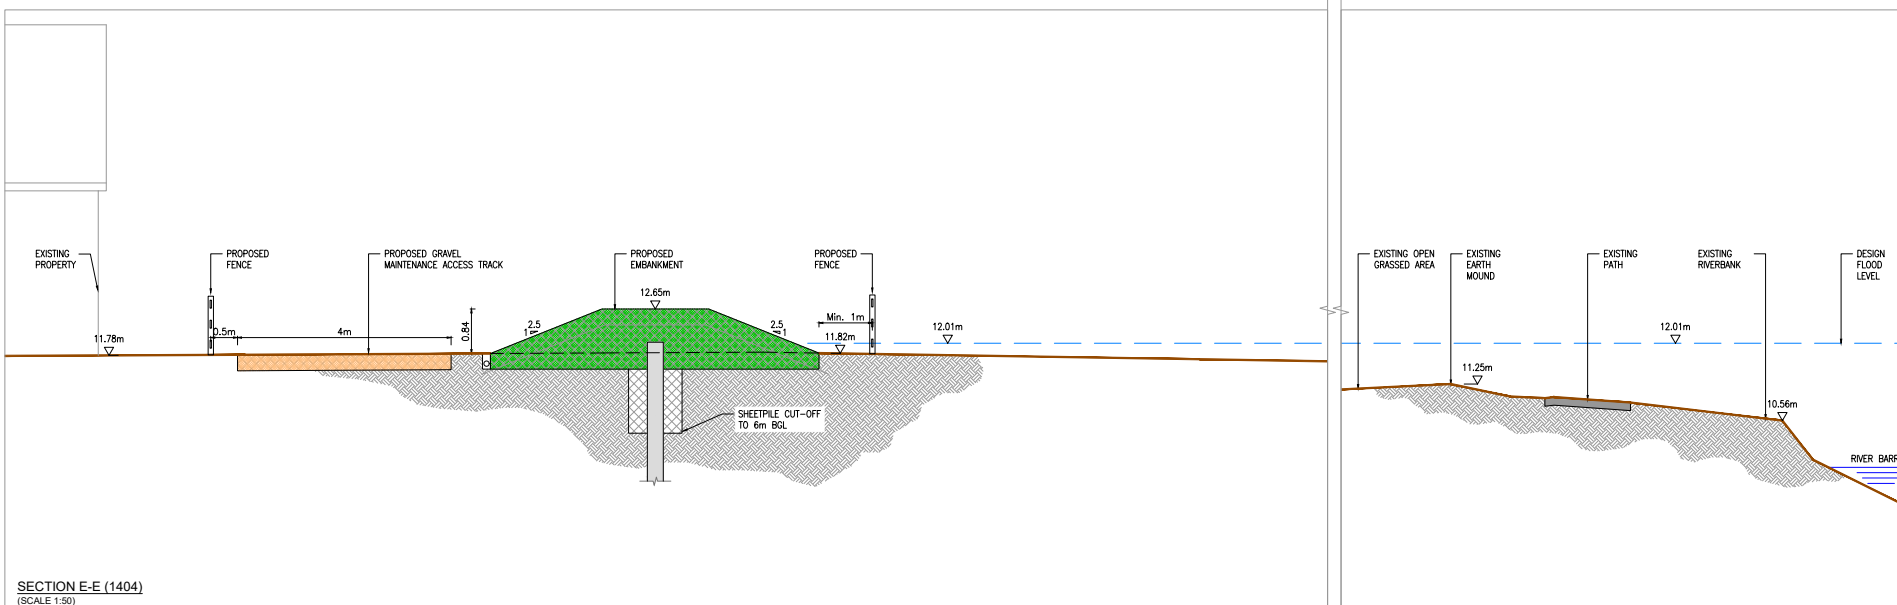 EXISTING
PROPERTY
PROPOSED
FENCE
PROPOSED GRAVEL
MAINTENANCE ACCESS TRACK
PROPOSED
EMBANKMENT
PROPOSED
FENCE
EXISTING OPEN
GRASSED AREA
EXISTING
EARTH
MOUND
EXISTING
PATH
EXISTING
RIVERBANK
DESIGN
FLOOD
LEVEL
12.65m
11.78m
0.5m
4m
0.84
2.5
1
2.5
1
Min. 1m
11.82m
12.01m
12.01m
11.25m
10.56m
SHEETPILE CUT-OFF
TO 6m BGL
RIVER BARR
SECTION E-E (1404)
(SCALE 1:50)